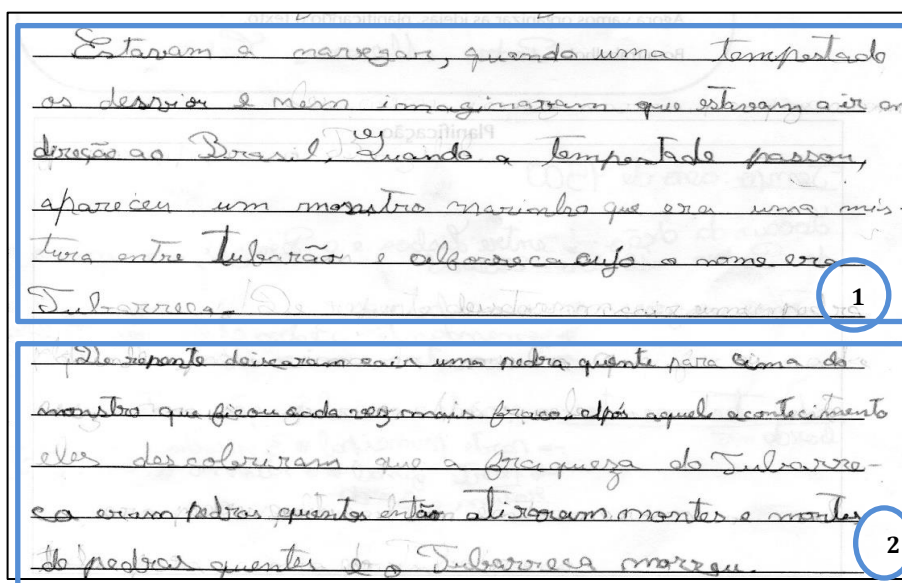 Estavam a navegar, quando uma tempestade
os desviou e nem imaginavam que estavam a ir em
direção ao Brasil. Quando a tempestade passou,
apareceu um monstro marinho que era uma mis-
tura entre tubarão e alforreca cujo o nome era
Tubarreca.
1
De repente deixaram cair uma pedra quente para cima do
monstro que ficou cada vez mais fraco. Após aquele acontecimento
eles descobriram que a fraqueza do Tubarre-
ca eram pedras quentes então atiraram montes e montes
de pedras quentes e o Tubarreca morreu.
2